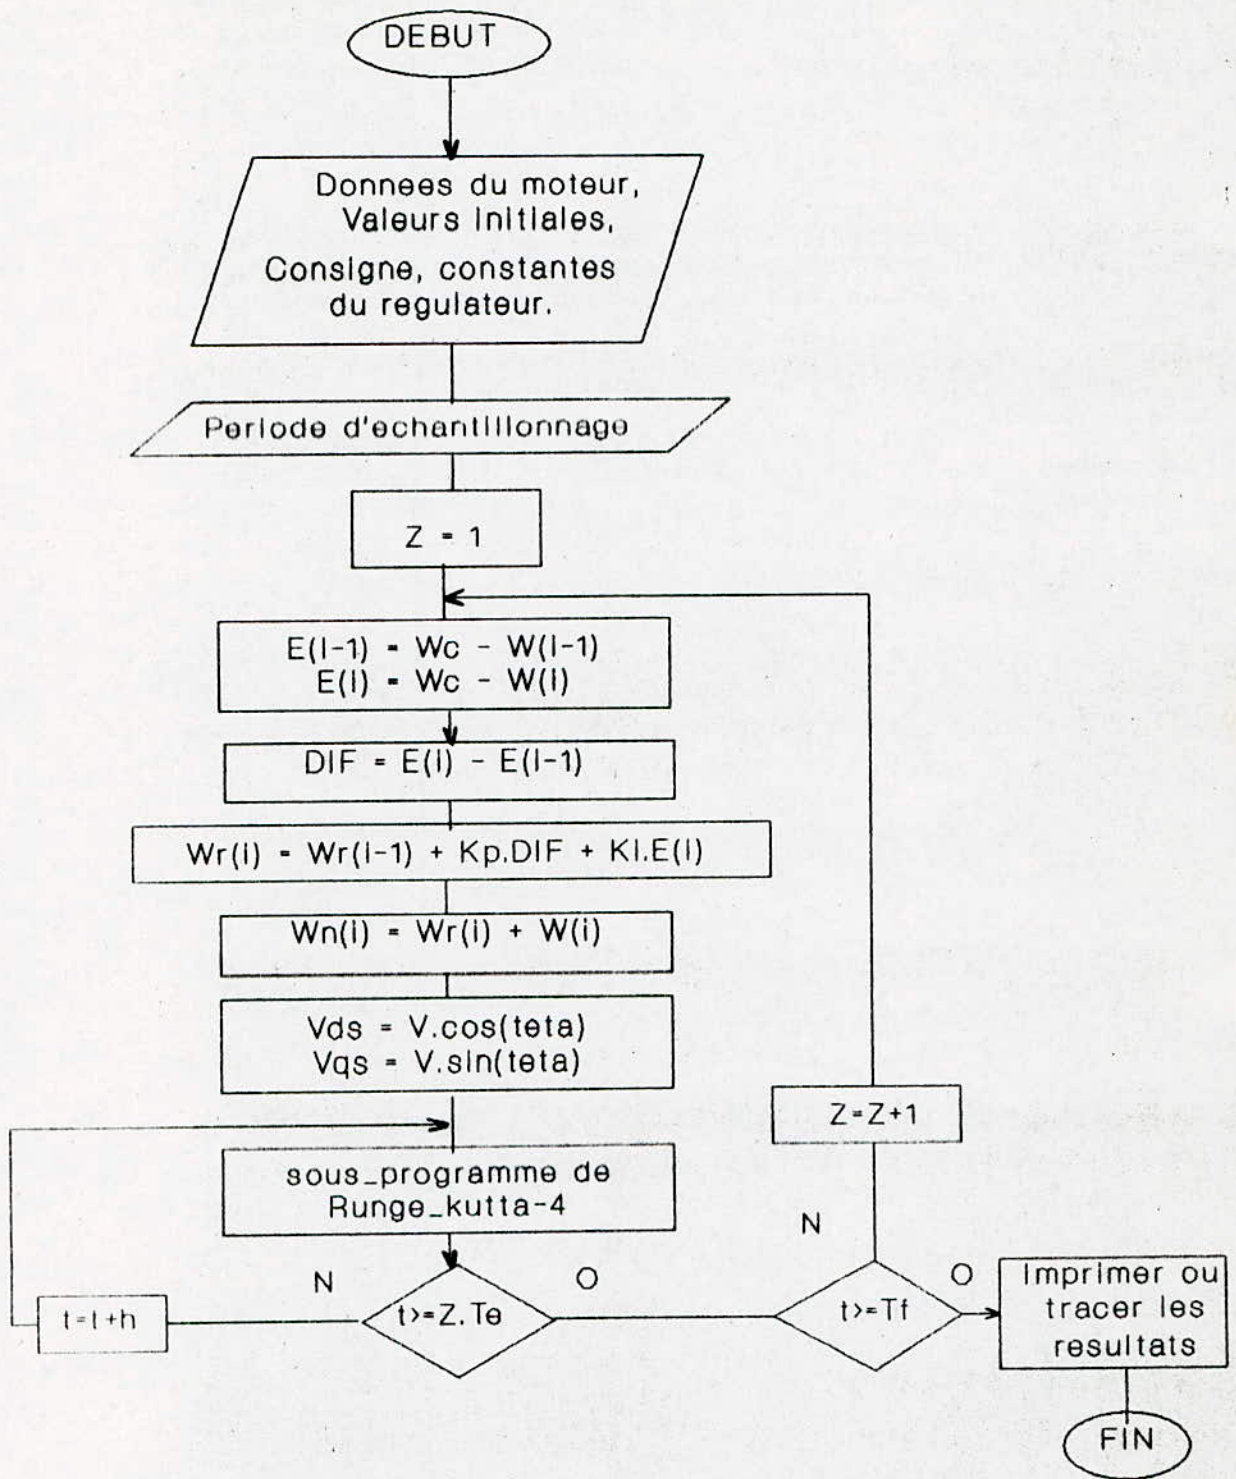 DEBUT
Donnees du moteur,
Valeurs initiales,
Consigne, constantes
du regulateur.
Periode d'echantillonnage
Z = 1
E(i-1) = Wc - W(i-1)
E(i) = Wc - W(i)
DIF = E(i) - E(i-1)
Wr(i) = Wr(i-1) + Kp.DIF + Ki.E(i)
Wn(i) = Wr(i) + W(i)
Vds = V.cos(teta)
Vqs = V.sin(teta)
Z=Z+1
sous_programme de
Runge_kutta-4
N
N
O
O
t=t+h
t>=Z.Te
t>=Tf
Imprimer ou
tracer les
resultats
FIN